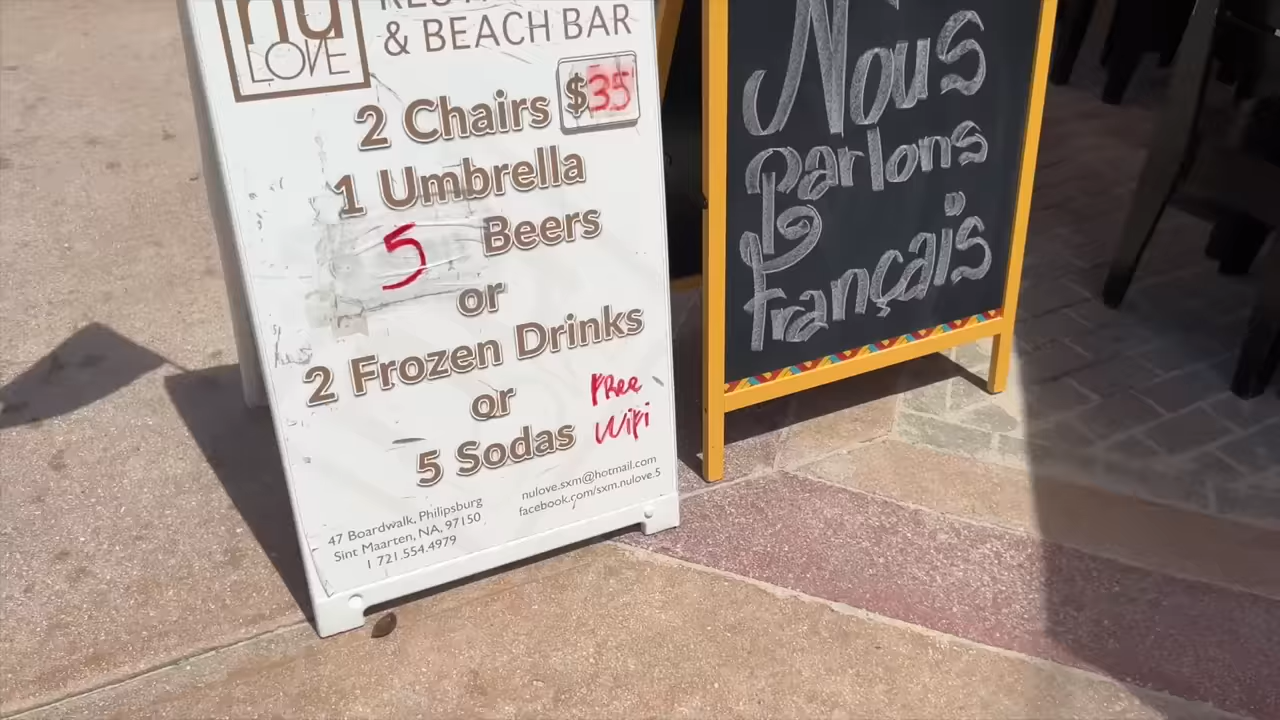 nu
LOVE
& BEACH BAR
2 Chairs $35
1 Umbrella
5 Beers
or
2 Frozen Drinks
or
5 Sodas
FRee
Wifi
47 Boardwalk, Philipsburg
Sint Maarten, NA, 97150
1 721.554.4979
nulove.sxm@hotmail.com
facebook.com/sxm.nulove.5
Nous
Parlons
Français